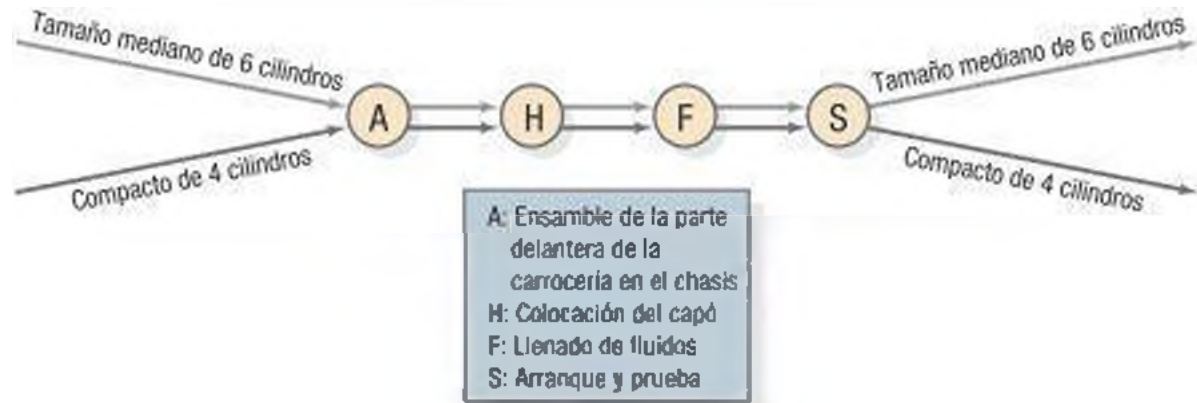 Tamaño mediano de 6 cilindros
Compacto de 4 cilindros
A
H
F
S
Tamaño mediano de 6 cilindros
Compacto de 4 cilindros
A: Ensamble de la parte
delantera de la
carrocería en el chasis
H: Colocación del capó
F: Llenado de fluidos
S: Arranque y prueba